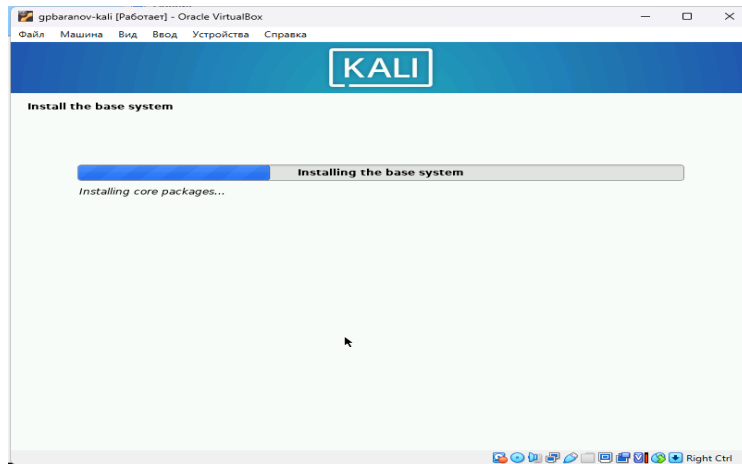 gpbaranov-kali [Работает] - Oracle VirtualBox
Файл Машина Вид Ввод Устройства Справка
KALI
Install the base system
Installing the base system
Installing core packages...
Right Ctrl